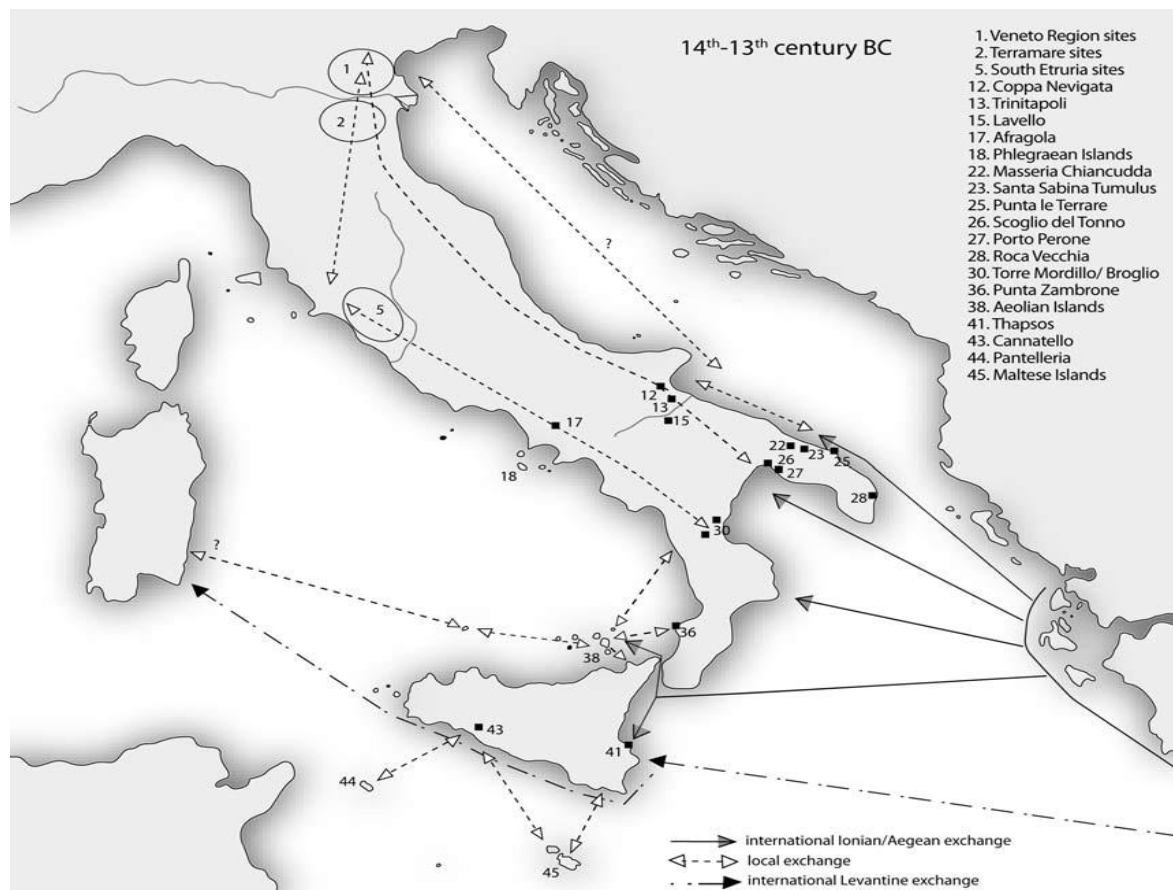 14th-13th century BC
1. Veneto Region sites
2. Terramare sites
5. South Etruria sites
12. Coppa Nevigata
13. Trinitapoli
15. Lavello
17. Afragola
18. Phlegraean Islands
22. Masseria Chiancudda
23. Santa Sabina Tumulus
25. Punta le Terrare
26. Scoglio del Tonno
27. Porto Perone
28. Roca Vecchia
30. Torre Mordillo/ Broglio
36. Punta Zambrone
38. Aeolian Islands
41. Thapsos
43. Cannatello
44. Pantelleria
45. Maltese Islands
1
2
?
5
12
13
15
17
18
22
23
25
26
27
28
30
?
36
38
43
41
44
45
international Ionian/Aegean exchange
local exchange
international Levantine exchange